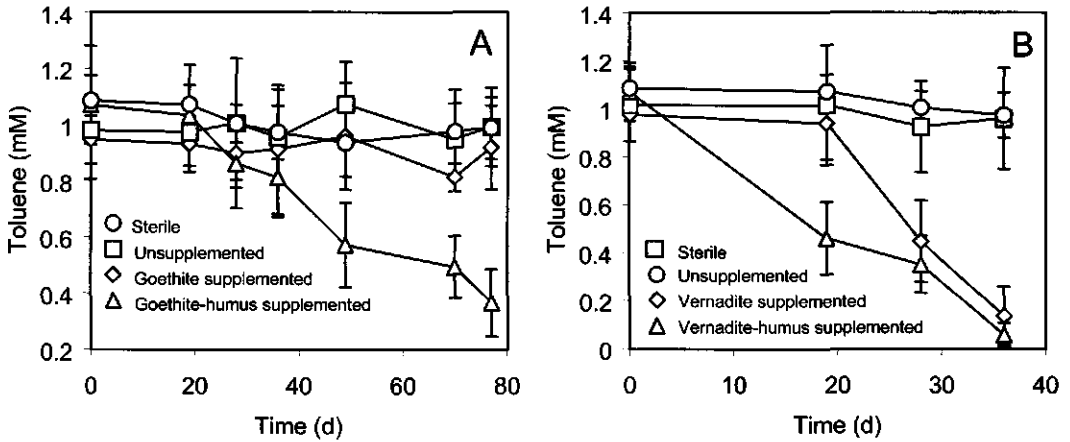 A
1.4
1.2
1
0.8
0.6
0.4
0.2
Toluene (mM)
Sterile
Unsupplemented
Goethite supplemented
Goethite-humus supplemented
0 20 40 60 80
Time (d)
B
1.4
1.2
1
0.8
0.6
0.4
0.2
0
Toluene (mM)
Sterile
Unsupplemented
Vernadite supplemented
Vernadite-humus supplemented
0 10 20 30 40
Time (d)